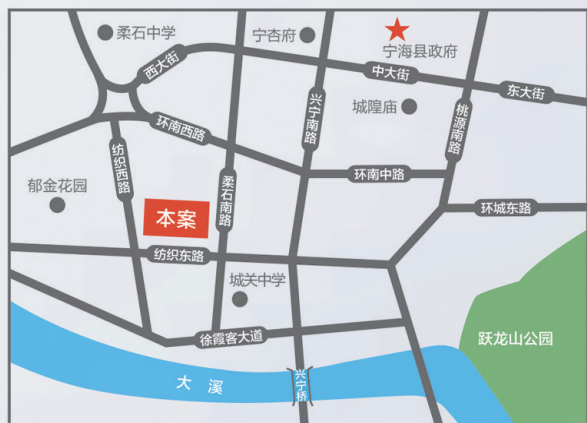 柔石中学
宁杏府
宁海县政府
西大街
中大街
东大街
兴宁南路
城隍庙
桃源南路
环南西路
纺织西路
环南中路
郁金花园
柔石南路
本案
环城东路
纺织东路
城关中学
徐霞客大道
跃龙山公园
大溪
兴宁桥